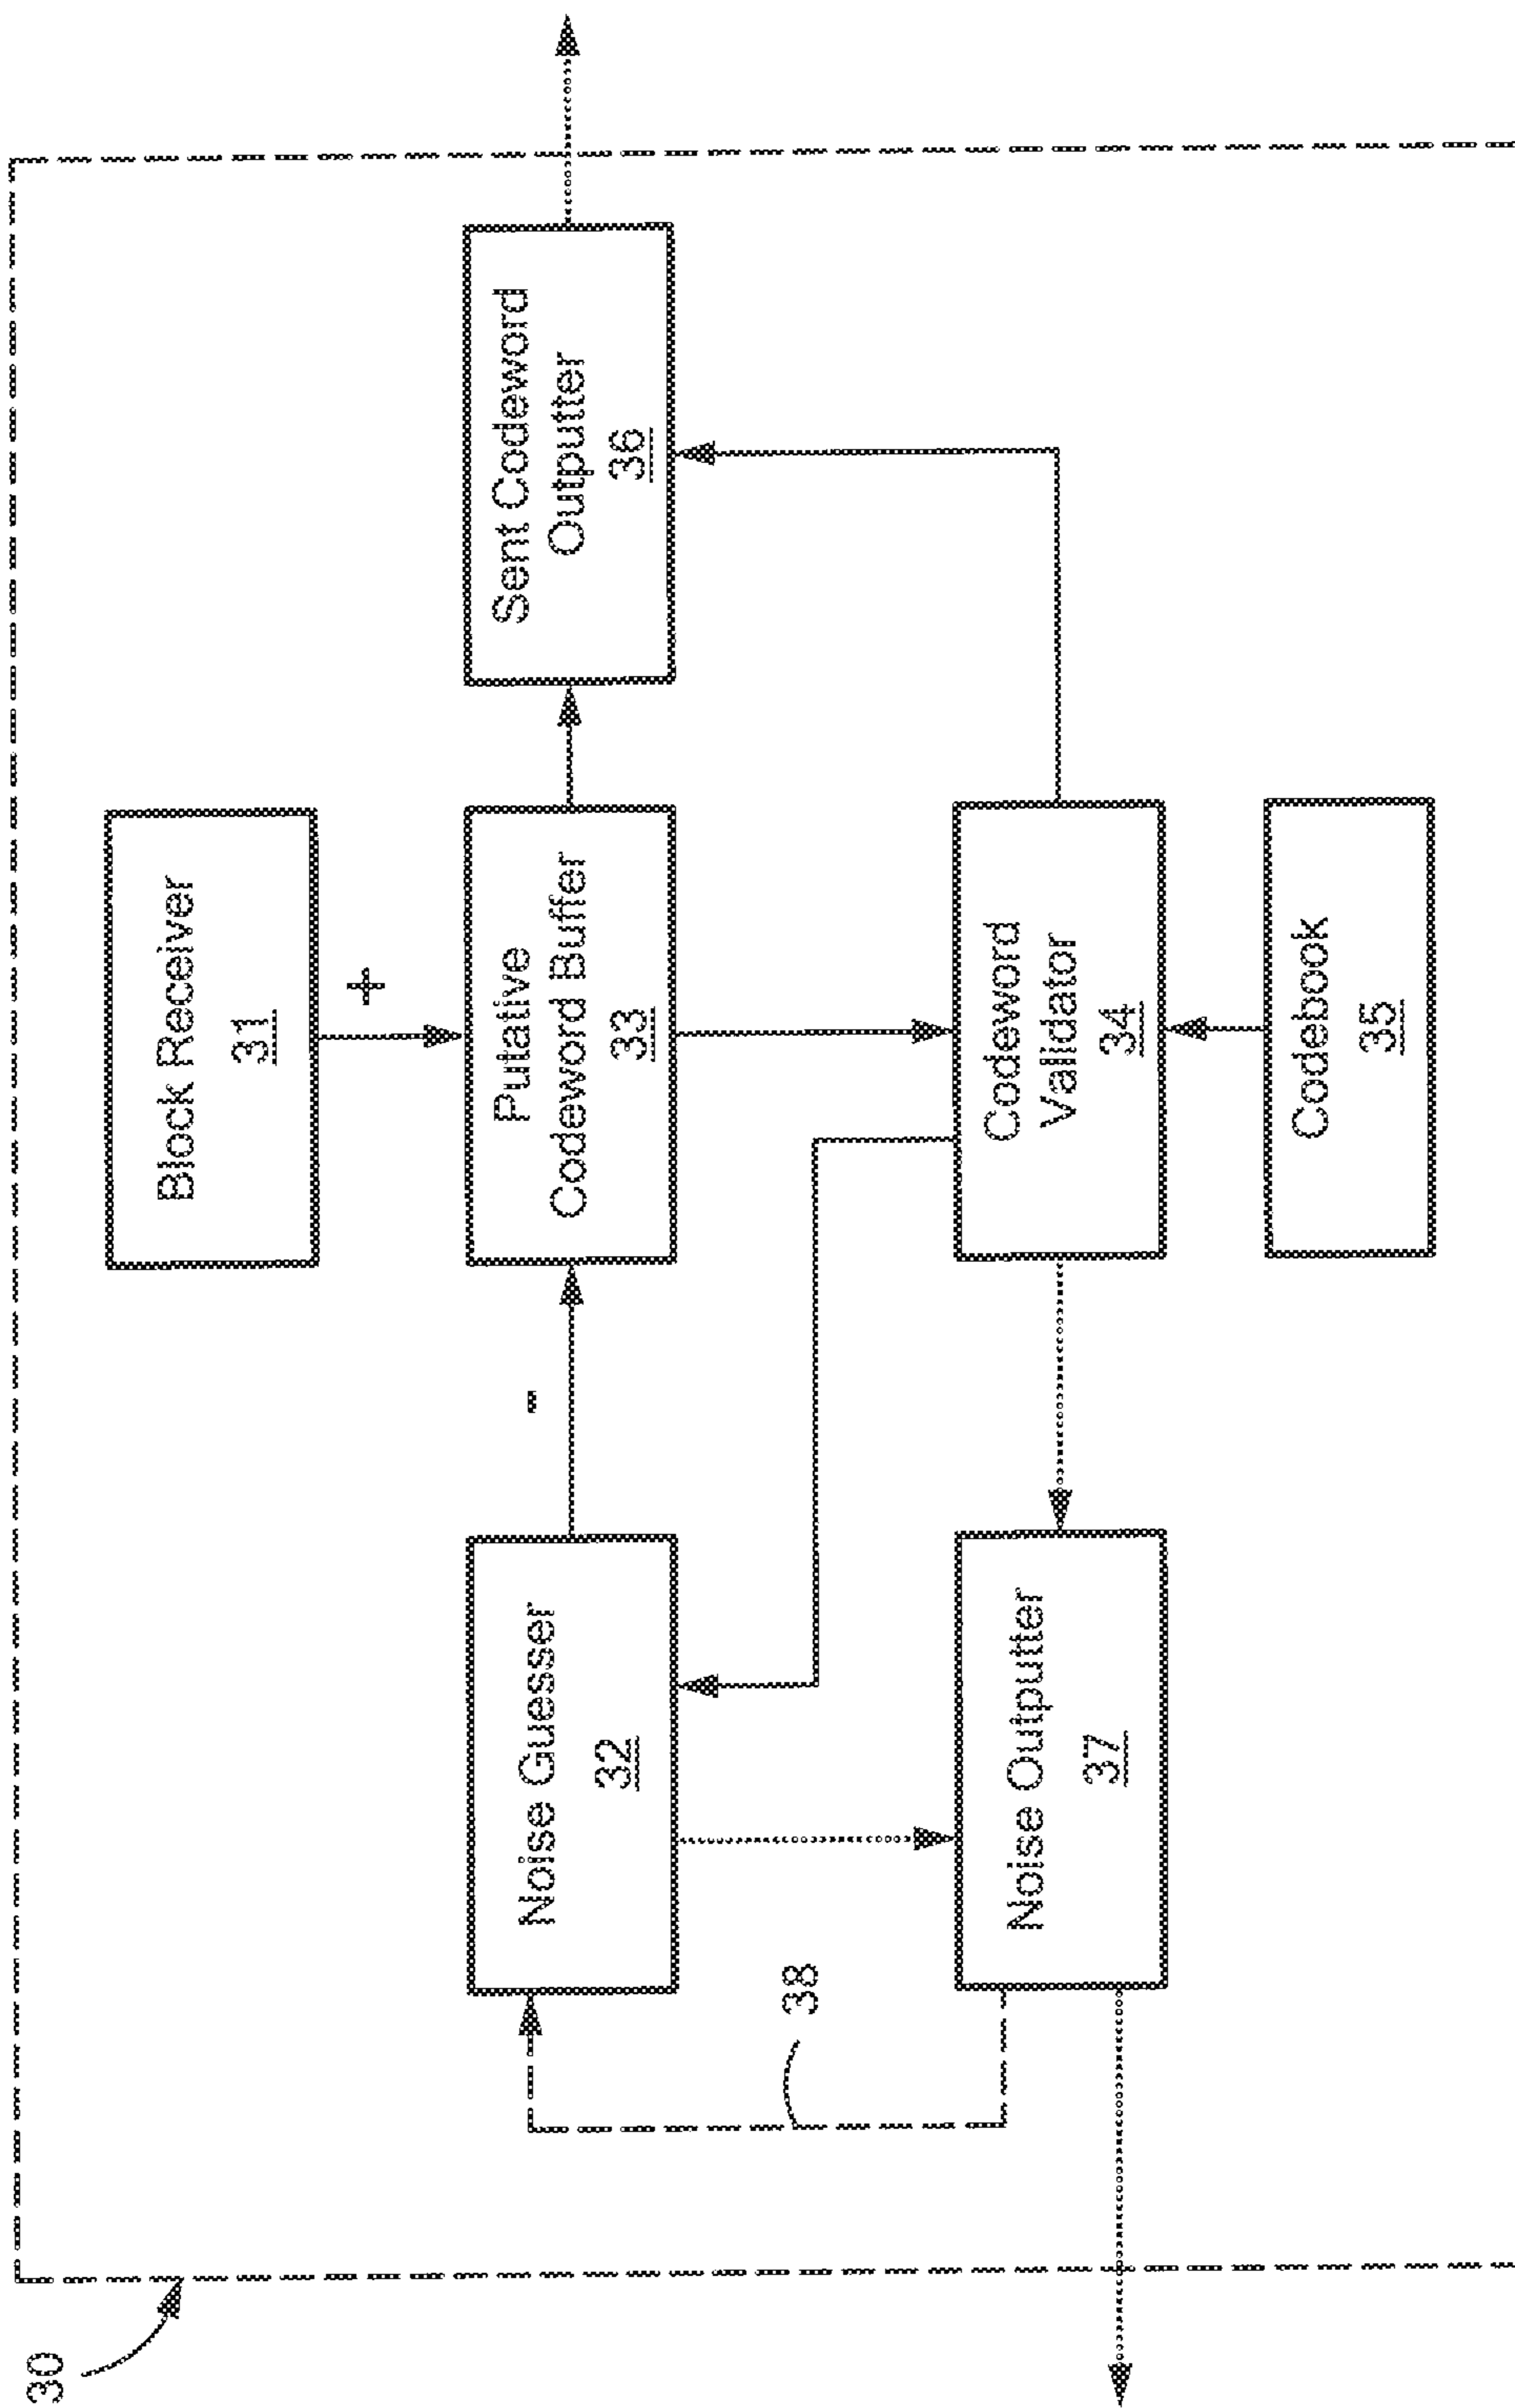 30
Block Receiver
31
+
Noise Guesser
32
-
Putative
Codeword Buffer
33
Sent Codeword
Outputter
36
38
Noise Outputter
37
Codeword
Validator
34
Codebook
35